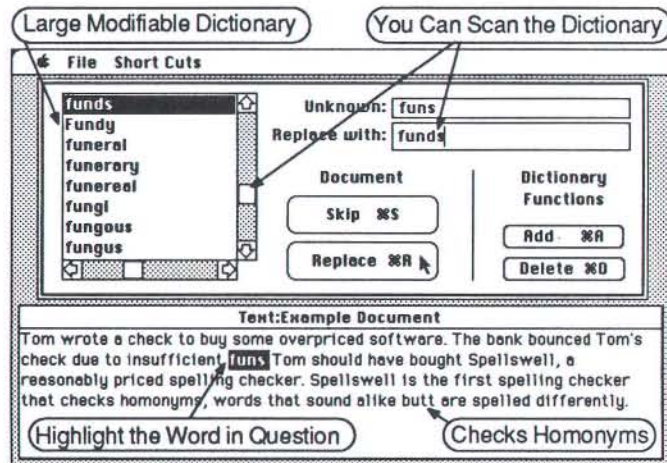 Large Modifiable Dictionary
You Can Scan the Dictionary
File Short Cuts
funds
Fundy
funeral
funerary
funereal
fungi
fungous
fungus
Unknown: funs
Replace with: funds
Document
Skip ⌘S
Replace ⌘R
Dictionary
Functions
Add ⌘A
Delete ⌘D
Text:Example Document
Tom wrote a check to buy some overpriced software. The bank bounced Tom's
check due to insufficient funs Tom should have bought Spellswell, a
reasonably priced spelling checker. Spellswell is the first spelling checker
that checks homonyms, words that sound alike butt are spelled differently.
Highlight the Word in Question
Checks Homonyms